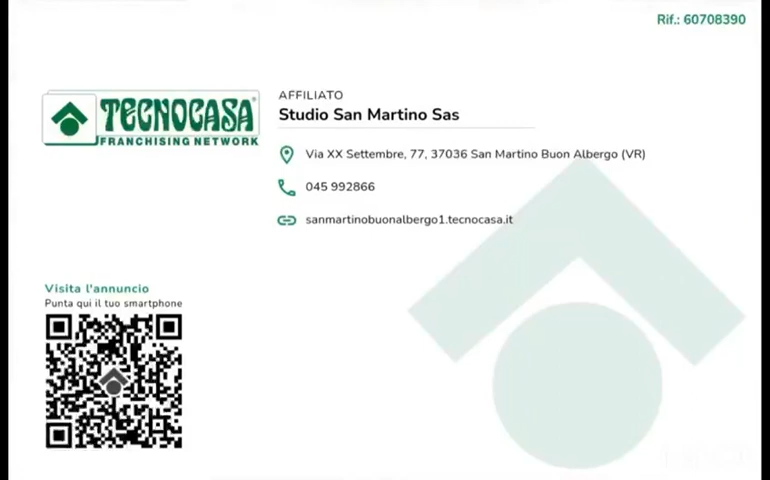 Rif.: 60708390
TECNOCASA
FRANCHISING NETWORK
AFFILIATO
Studio San Martino Sas
Via XX Settembre, 77, 37036 San Martino Buon Albergo (VR)
045 992866
sanmartinobuonalbergo1.tecnocasa.it
Visita l'annuncio
Punta qui il tuo smartphone